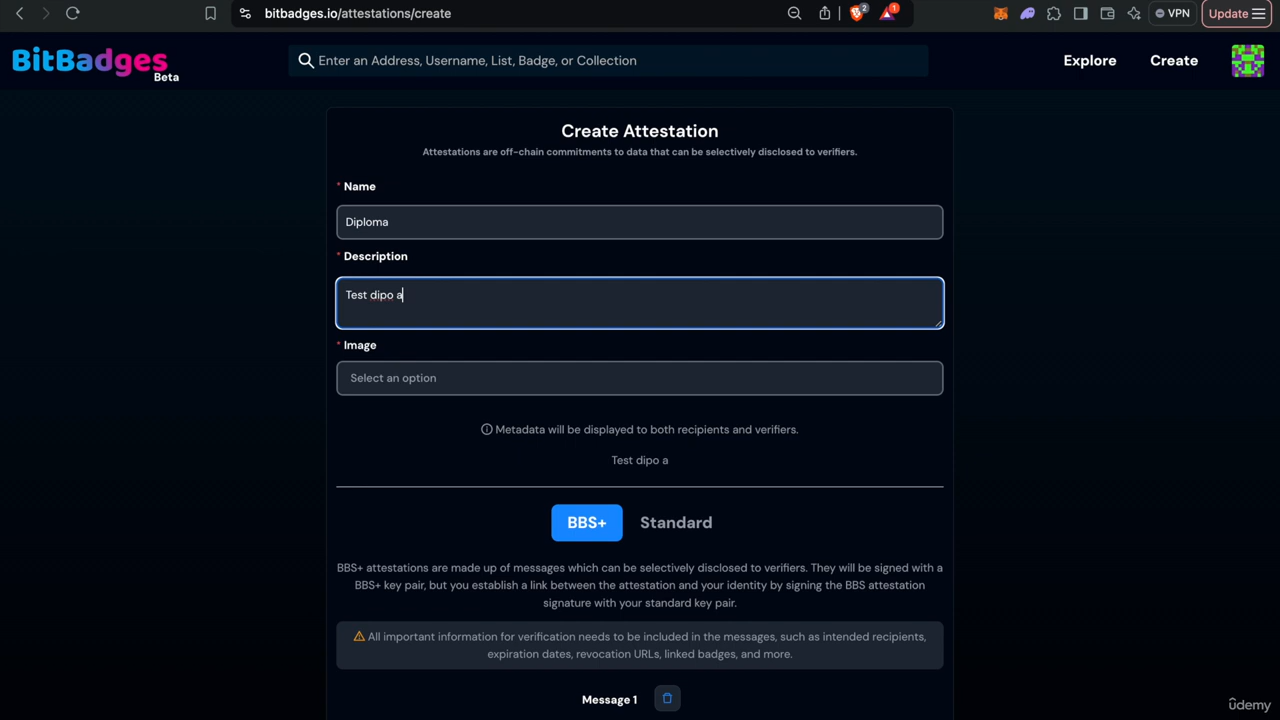 bitbadges.io/attestations/create
2
1
VPN
Update
BitBadges
Beta
Enter an Address, Username, List, Badge, or Collection
Explore
Create
Create Attestation
Attestations are off-chain commitments to data that can be selectively disclosed to verifiers.
* Name
Diploma
* Description
Test dipo a
* Image
Select an option
Metadata will be displayed to both recipients and verifiers.
Test dipo a
BBS+
Standard
BBS+ attestations are made up of messages which can be selectively disclosed to verifiers. They will be signed with a
BBS+ key pair, but you establish a link between the attestation and your identity by signing the BBS attestation
signature with your standard key pair.
All important information for verification needs to be included in the messages, such as intended recipients,
expiration dates, revocation URLs, linked badges, and more.
Message 1
ûdemy